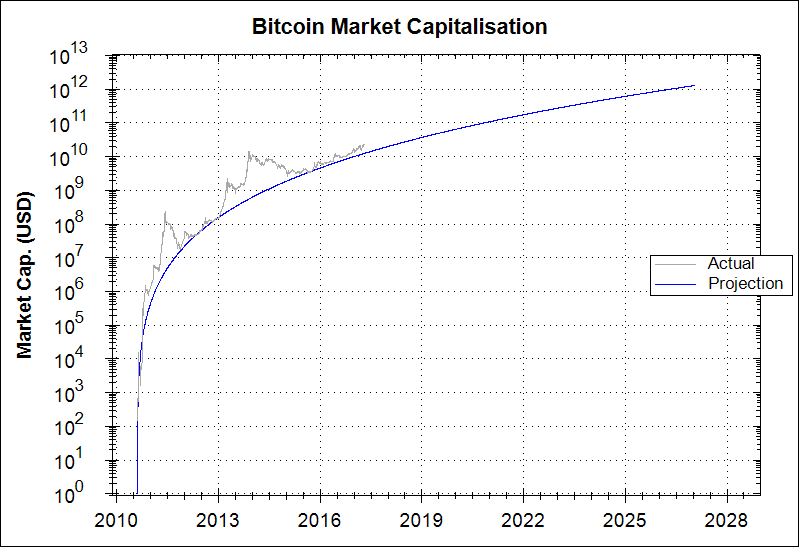 Bitcoin Market Capitalisation
Market Cap. (USD)
10^13
10^12
10^11
10^10
10^9
10^8
10^7
10^6
10^5
10^4
10^3
10^2
10^1
10^0
Actual
Projection
2010 2013 2016 2019 2022 2025 2028